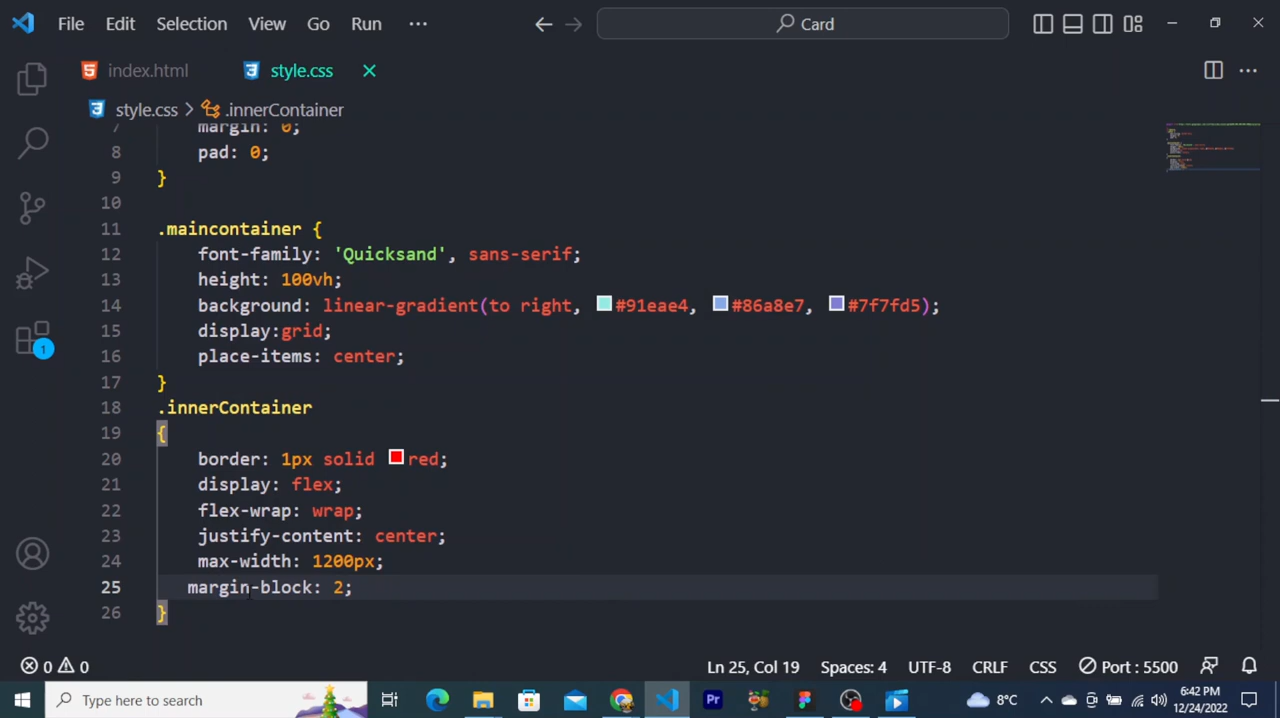 File Edit Selection View Go Run ··· Card
index.html style.css
style.css > .innerContainer
7 margin: 0;
8 pad: 0;
9 }
10
11 .maincontainer {
12 font-family: 'Quicksand', sans-serif;
13 height: 100vh;
14 background: linear-gradient(to right, #91eae4, #86a8e7, #7f7fd5);
15 display:grid;
16 place-items: center;
17 }
18 .innerContainer
19 {
20 border: 1px solid red;
21 display: flex;
22 flex-wrap: wrap;
23 justify-content: center;
24 max-width: 1200px;
25 margin-block: 2;
26 }
1
0 0 Ln 25, Col 19 Spaces: 4 UTF-8 CRLF CSS Port : 5500
Type here to search Pr 8°C 6:42 PM
12/24/2022